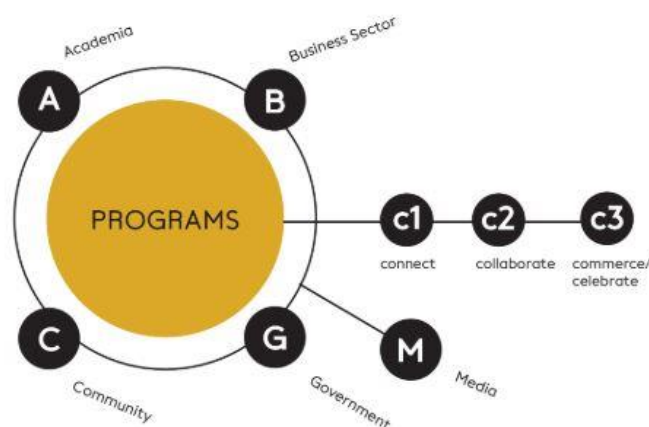 Academia
Business Sector
A
B
PROGRAMS
c1
c2
c3
connect
collaborate
commerce/
celebrate
C
G
M
Community
Government
Media